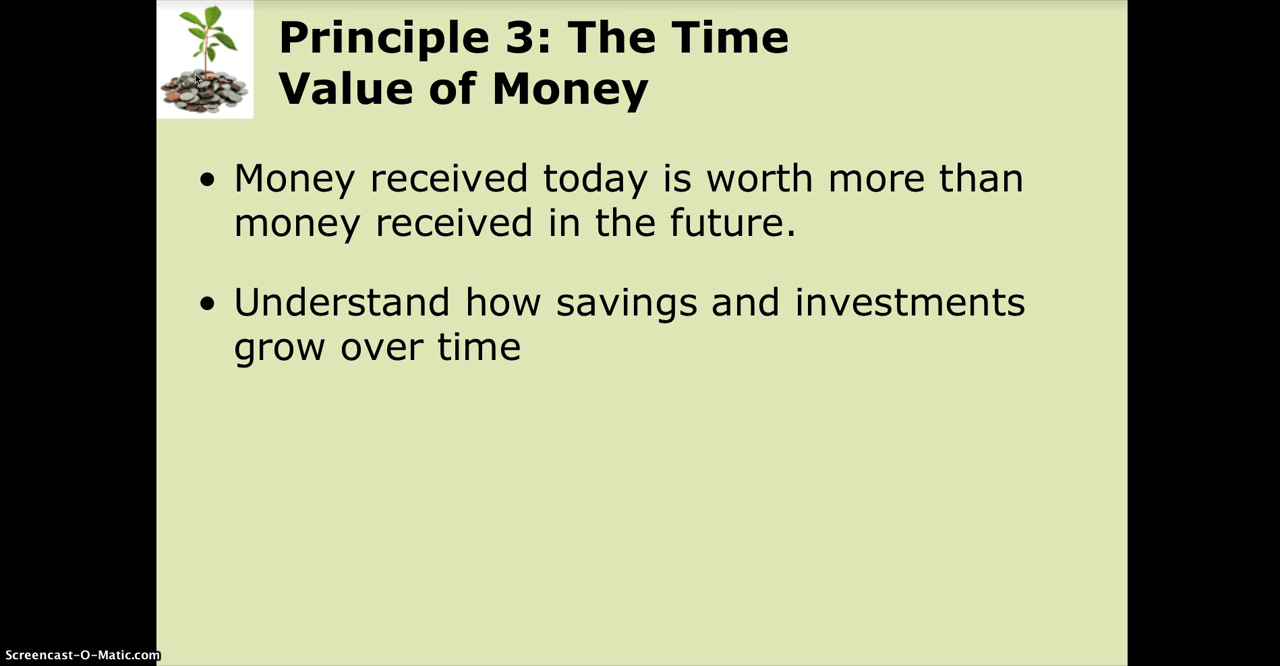 Principle 3: The Time
Value of Money
• Money received today is worth more than
money received in the future.
• Understand how savings and investments
grow over time
Screencast-O-Matic.com